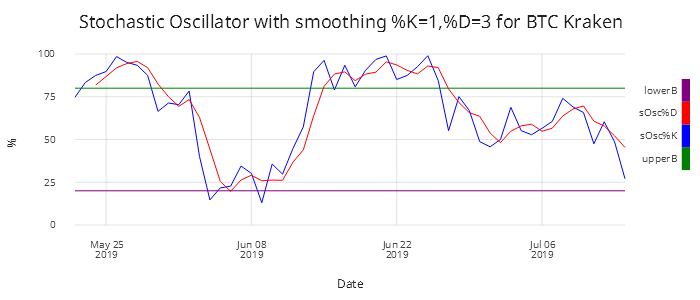 Stochastic Oscillator with smoothing %K=1,%D=3 for BTC Kraken
100
75
50
25
0
%
May 25
2019
Jun 08
2019
Jun 22
2019
Jul 06
2019
Date
lowerB
sOsc%D
sOsc%K
upperB